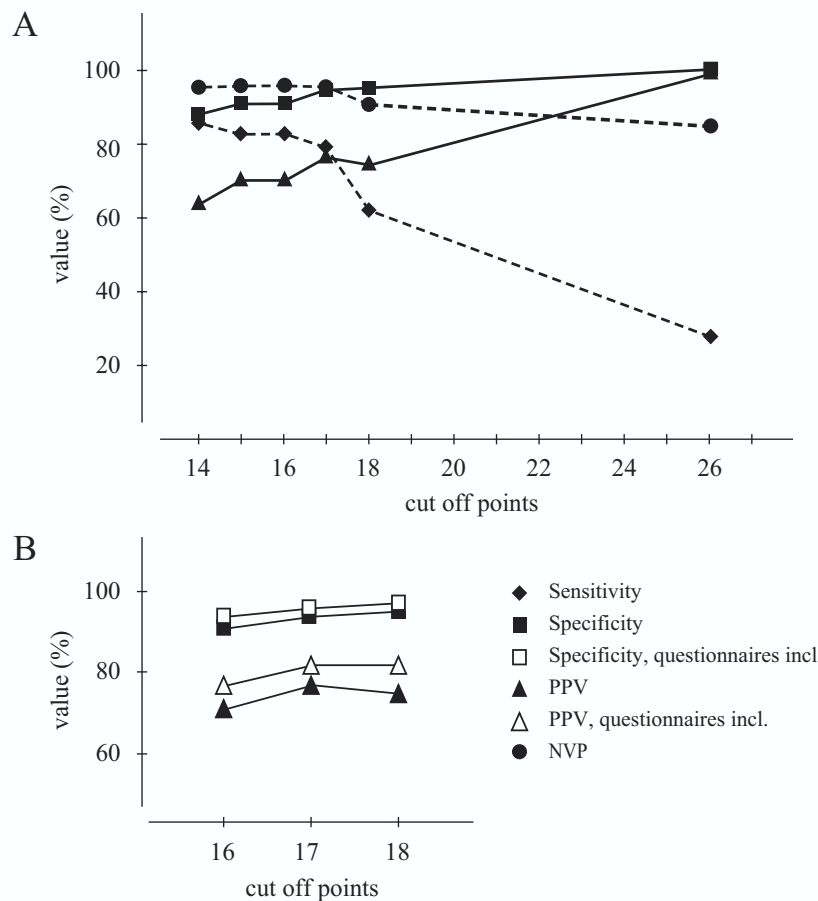 A
100
80
60
40
20
value (%)
14 16 18 20 22 24 26
cut off points
B
100
80
60
value (%)
16 17 18
cut off points
Sensitivity
Specificity
Specificity, questionnaires incl
PPV
PPV, questionnaires incl.
NVP